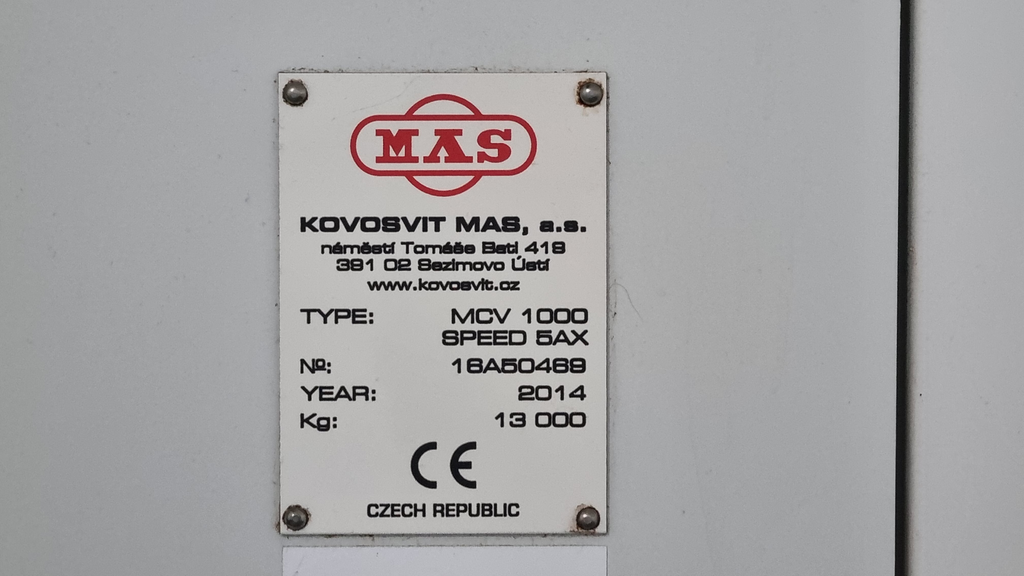 MAS
KOVOSVIT MAS, a.s.
náměstí Tomáše Bati 419
391 02 Sezimovo Ústí
www.kovosvit.cz
TYPE: MCV 1000
SPEED 5AX
Nº: 16A50469
YEAR: 2014
Kg: 13 000
CE
CZECH REPUBLIC